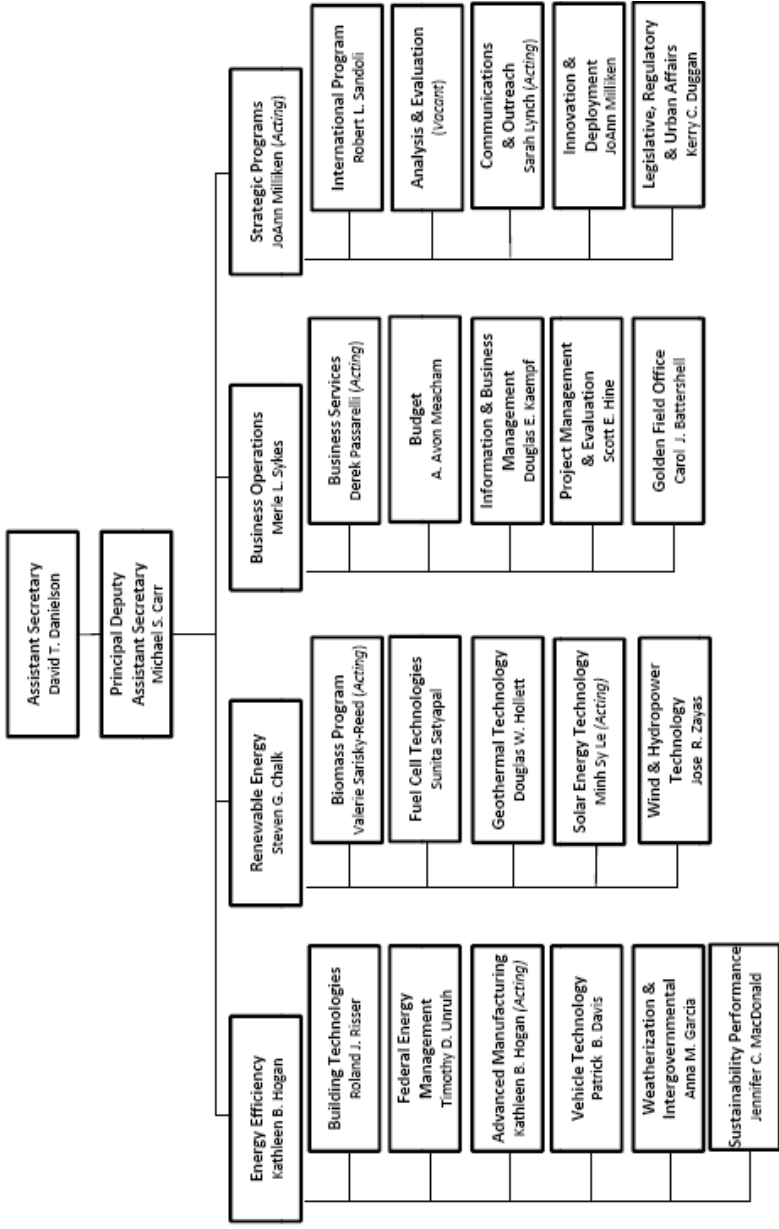 Assistant Secretary
David T. Danielson
Principal Deputy
Assistant Secretary
Michael S. Carr
Energy Efficiency
Kathleen B. Hogan
Building Technologies
Roland J. Risser
Federal Energy
Management
Timothy D. Unruh
Advanced Manufacturing
Kathleen B. Hogan (Acting)
Vehicle Technology
Patrick B. Davis
Weatherization &
Intergovernmental
Anna M. Garcia
Sustainability Performance
Jennifer C. MacDonald
Renewable Energy
Steven G. Chalk
Biomass Program
Valerie Sarisky-Reed (Acting)
Fuel Cell Technologies
Sunita Satyapal
Geothermal Technology
Douglas W. Hollett
Solar Energy Technology
Minh Sy Le (Acting)
Wind & Hydropower
Technology
Jose R. Zayas
Business Operations
Merle L. Sykes
Business Services
Derek Passarelli (Acting)
Budget
A. Avon Meacham
Information & Business
Management
Douglas E. Kaempf
Project Management
& Evaluation
Scott E. Hine
Golden Field Office
Carol J. Battershell
Strategic Programs
JoAnn Milliken (Acting)
International Program
Robert L. Sandoli
Analysis & Evaluation
(Vacant)
Communications
& Outreach
Sarah Lynch (Acting)
Innovation &
Deployment
JoAnn Milliken
Legislative, Regulatory
& Urban Affairs
Kerry C. Duggan